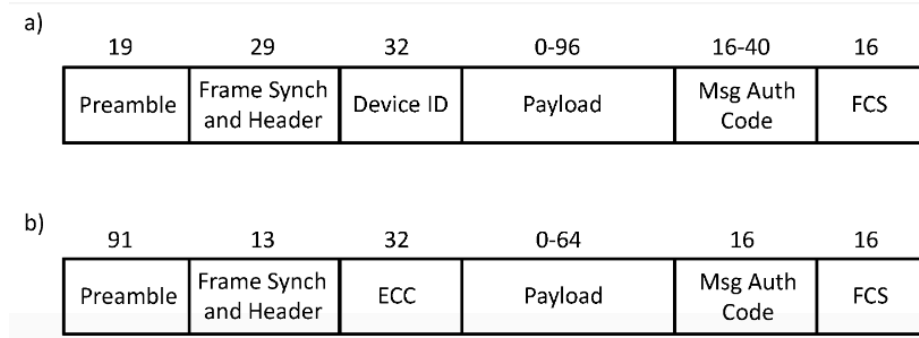 a)
19 29 32 0-96 16-40 16
Preamble Frame Synch and Header Device ID Payload Msg Auth Code FCS
b)
91 13 32 0-64 16 16
Preamble Frame Synch and Header ECC Payload Msg Auth Code FCS